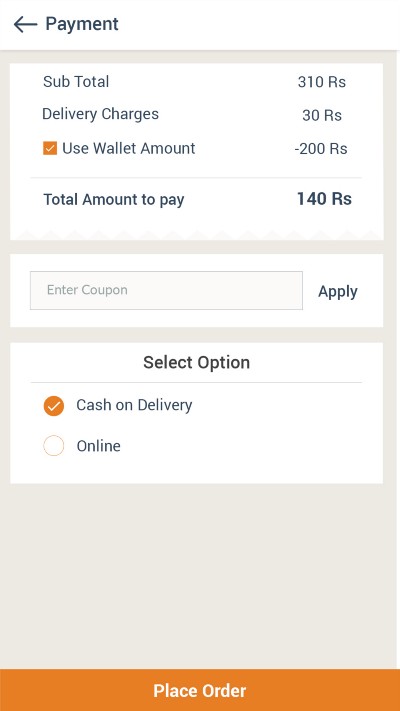 Payment
Sub Total 310 Rs
Delivery Charges 30 Rs
Use Wallet Amount -200 Rs
Total Amount to pay 140 Rs
Enter Coupon Apply
Select Option
Cash on Delivery
Online
Place Order